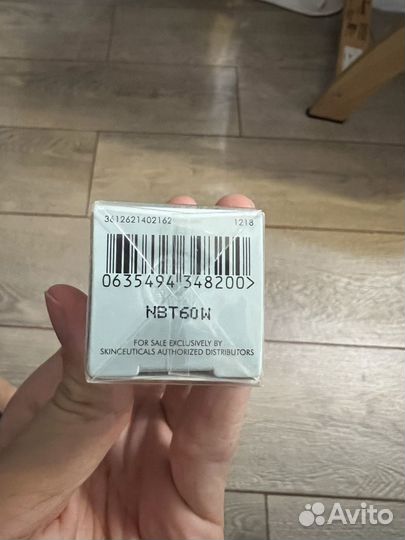 3612621402162 1218
0635494 348200>
NBT60W
FOR SALE EXCLUSIVELY BY
SKINCEUTICALS AUTHORIZED DISTRIBUTORS
Avito